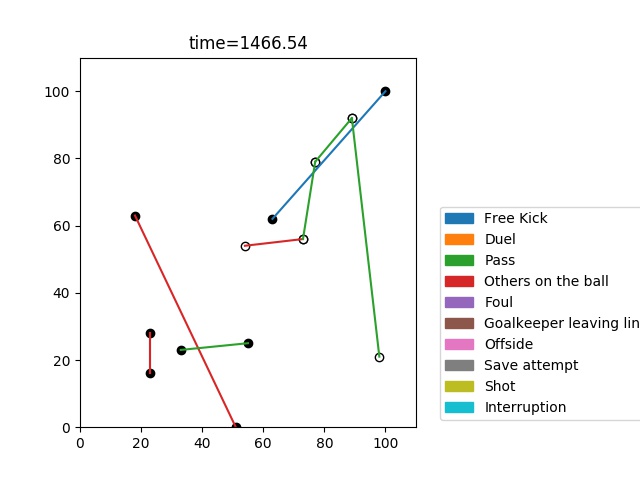 time=1466.54
100
80
60
40
20
0
0 20 40 60 80 100
Free Kick
Duel
Pass
Others on the ball
Foul
Goalkeeper leaving lin
Offside
Save attempt
Shot
Interruption